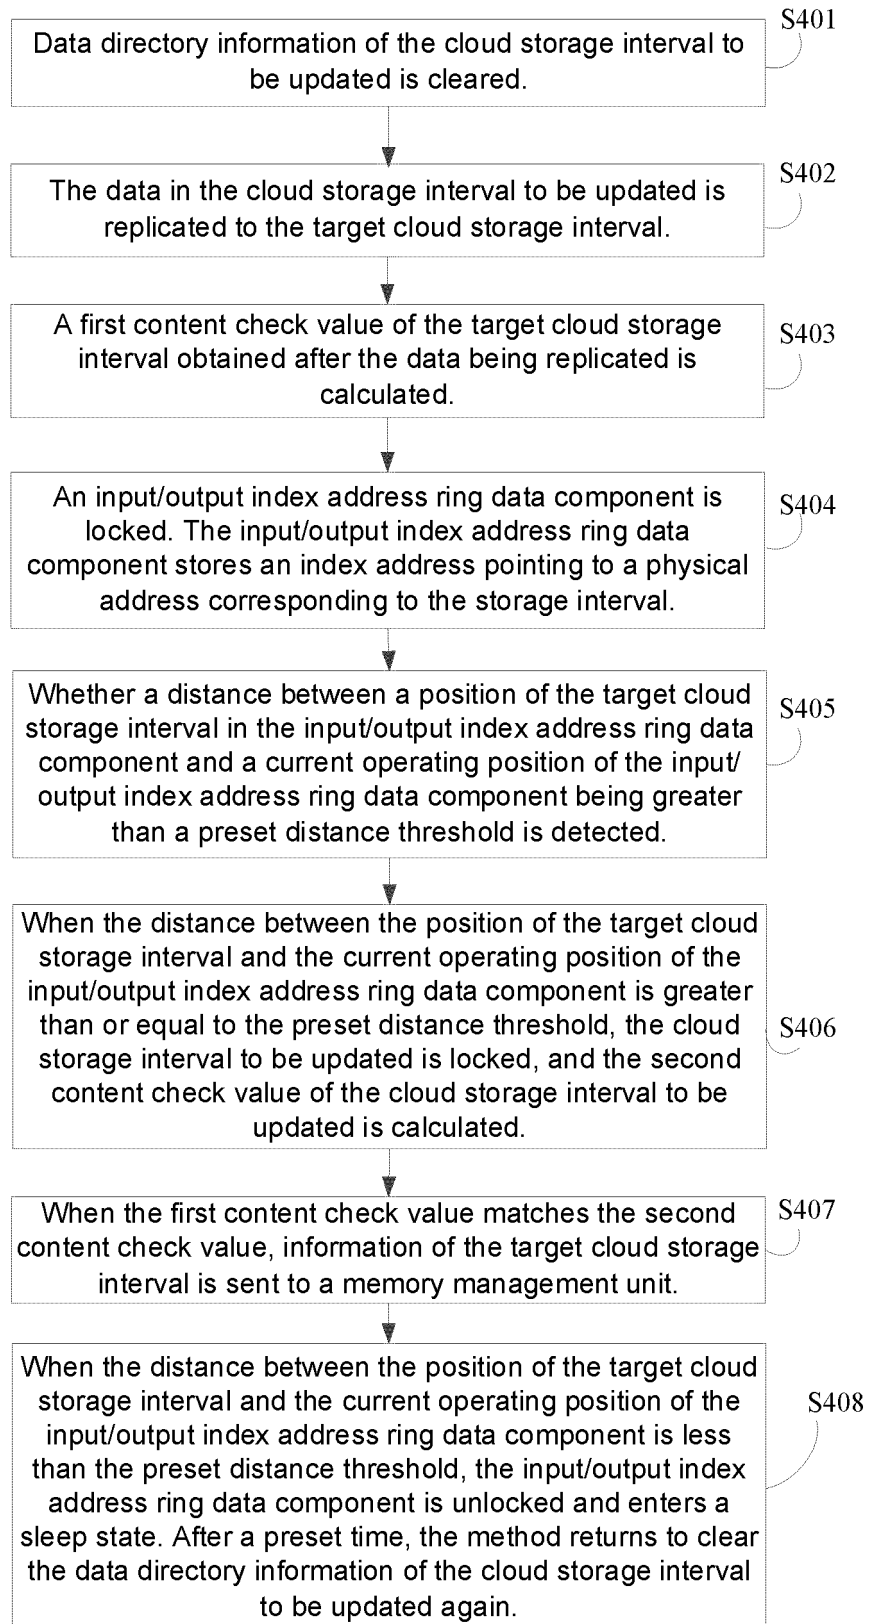 S401
Data directory information of the cloud storage interval to
be updated is cleared.
S402
The data in the cloud storage interval to be updated is
replicated to the target cloud storage interval.
S403
A first content check value of the target cloud storage
interval obtained after the data being replicated is
calculated.
S404
An input/output index address ring data component is
locked. The input/output index address ring data
component stores an index address pointing to a physical
address corresponding to the storage interval.
S405
Whether a distance between a position of the target cloud
storage interval in the input/output index address ring data
component and a current operating position of the input/
output index address ring data component being greater
than a preset distance threshold is detected.
S406
When the distance between the position of the target cloud
storage interval and the current operating position of the
input/output index address ring data component is greater
than or equal to the preset distance threshold, the cloud
storage interval to be updated is locked, and the second
content check value of the cloud storage interval to be
updated is calculated.
S407
When the first content check value matches the second
content check value, information of the target cloud storage
interval is sent to a memory management unit.
S408
When the distance between the position of the target cloud
storage interval and the current operating position of the
input/output index address ring data component is less
than the preset distance threshold, the input/output index
address ring data component is unlocked and enters a
sleep state. After a preset time, the method returns to clear
the data directory information of the cloud storage interval
to be updated again.